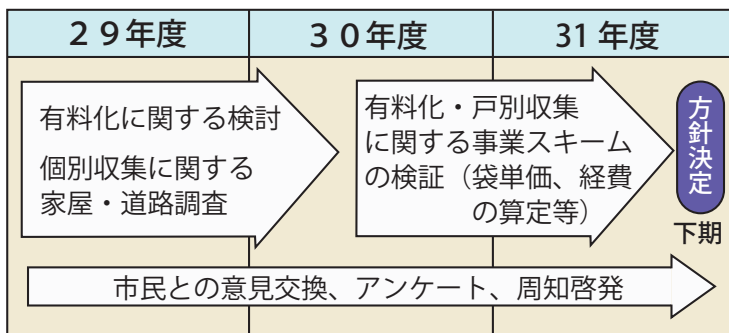 ２９年度
３０年度
31年度
有料化に関する検討
個別収集に関する
家屋・道路調査
有料化・戸別収集
に関する事業スキーム
の検証（袋単価、経費
の算定等）
方針決定
下期
市民との意見交換、アンケート、周知啓発